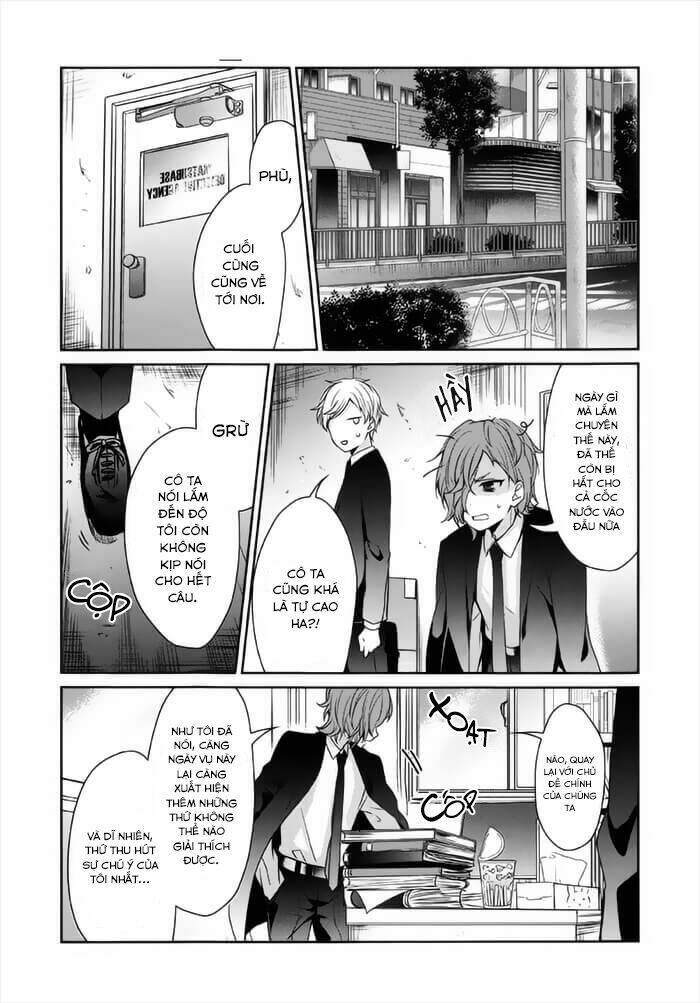 PHÙ,
CUỐI
CÙNG
CŨNG VỀ
TỚI NƠI.
DETECTIVE AGENCY
NGÀY GÌ
MÀ LẮM
CHUYỆN
THẾ NÀY,
ĐÃ THẾ
CÒN BỊ
HẤT CHO
CẢ CỐC
NƯỚC VÀO
ĐẦU NỮA
HẦY
CÔ TA
CŨNG KHÁ
LÀ TỰ CAO
HA?!
GRỪ
CÔ TA
NÓI LẮM
ĐẾN ĐỘ
TÔI CÒN
KHÔNG
KỊP NÓI
CHO HẾT
CÂU.
CỘP
NÀO, QUAY
LẠI VỚI CHỦ
ĐỀ CHÍNH
CỦA CHÚNG
TA
XOẠT
CỘP
NHƯ TÔI ĐÃ
NÓI, CÀNG
NGÀY VỤ NÀY
LẠI CÀNG
XUẤT HIỆN
THÊM NHỮNG
THỨ KHÔNG
THỂ NÀO
GIẢI THÍCH
ĐƯỢC.
VÀ DĨ NHIÊN,
THỨ THU HÚT
SỰ CHÚ Ý CỦA
TÔI NHẤT...